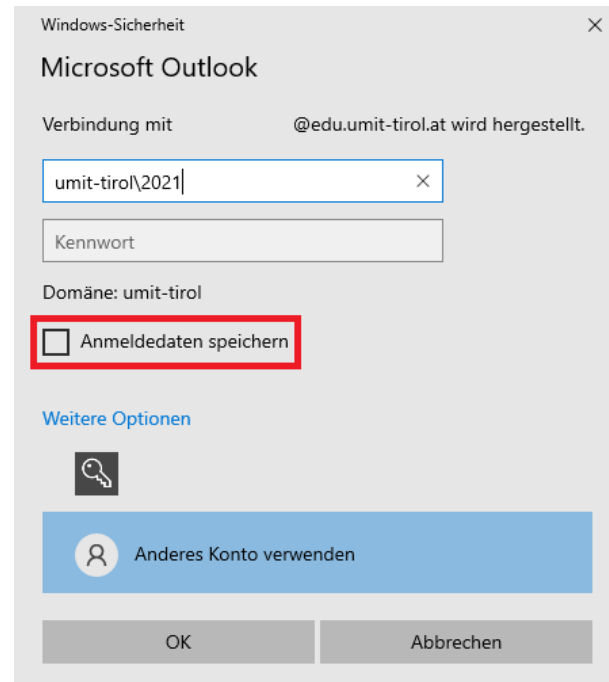 Windows-Sicherheit
Microsoft Outlook
Verbindung mit @edu.umit-tirol.at wird hergestellt.
umit-tirol\2021
Kennwort
Domäne: umit-tirol
Anmeldedaten speichern
Weitere Optionen
Anderes Konto verwenden
OK Abbrechen